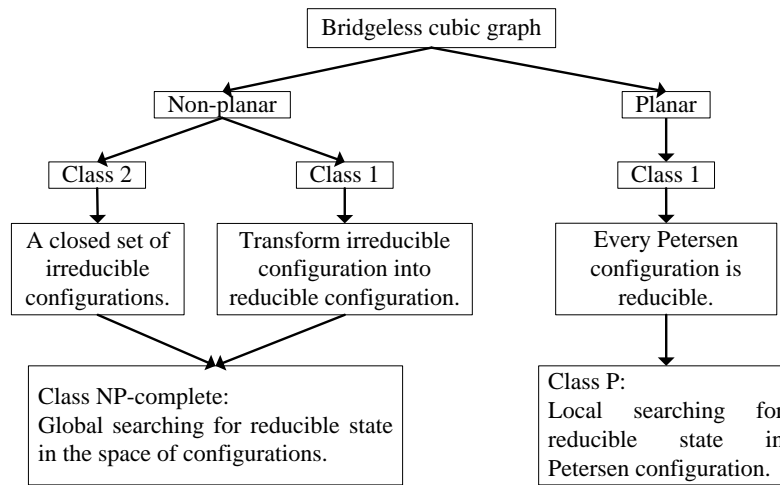 Bridgeless cubic graph
Non-planar
Planar
Class 2
Class 1
Class 1
A closed set of
irreducible
configurations.
Transform irreducible
configuration into
reducible configuration.
Every Petersen
configuration is
reducible.
Class NP-complete:
Global searching for reducible state
in the space of configurations.
Class P:
Local searching for
reducible state in
Petersen configuration.